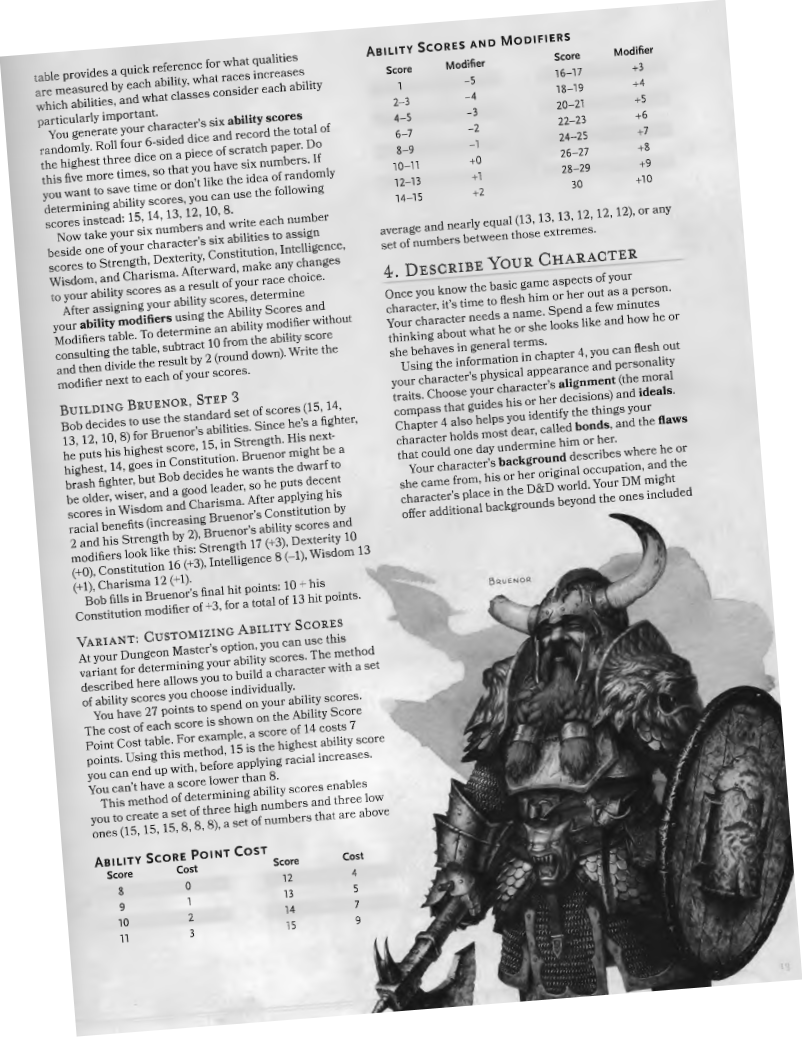 table provides a quick reference for what qualities
are measured by each ability, what races increases
which abilities, and what classes consider each ability
particularly important.
You generate your character's six ability scores
randomly. Roll four 6-sided dice and record the total of
the highest three dice on a piece of scratch paper. Do
this five more times, so that you have six numbers. If
you want to save time or don't like the idea of randomly
determining ability scores, you can use the following
scores instead: 15, 14, 13, 12, 10, 8.
Now take your six numbers and write each number
beside one of your character's six abilities to assign
scores to Strength, Dexterity, Constitution, Intelligence,
Wisdom, and Charisma. Afterward, make any changes
to your ability scores as a result of your race choice.
After assigning your ability scores, determine
your ability modifiers using the Ability Scores and
Modifiers table. To determine an ability modifier without
consulting the table, subtract 10 from the ability score
and then divide the result by 2 (round down). Write the
modifier next to each of your scores.
BUILDING BRUENOR, STEP 3
Bob decides to use the standard set of scores (15, 14,
13, 12, 10, 8) for Bruenor's abilities. Since he's a fighter,
he puts his highest score, 15, in Strength. His next-
highest, 14, goes in Constitution. Bruenor might be a
brash fighter, but Bob decides he wants the dwarf to
be older, wiser, and a good leader, so he puts decent
scores in Wisdom and Charisma. After applying his
racial benefits (increasing Bruenor's Constitution by
2 and his Strength by 2), Bruenor's ability scores and
modifiers look like this: Strength 17 (+3), Dexterity 10
(+0), Constitution 16 (+3), Intelligence 8 (−1), Wisdom 13
(+1), Charisma 12 (+1).
Bob fills in Bruenor's final hit points: 10 + his
Constitution modifier of +3, for a total of 13 hit points.
VARIANT: CUSTOMIZING ABILITY SCORES
At your Dungeon Master's option, you can use this
variant for determining your ability scores. The method
described here allows you to build a character with a set
of ability scores you choose individually.
You have 27 points to spend on your ability scores.
The cost of each score is shown on the Ability Score
Point Cost table. For example, a score of 14 costs 7
points. Using this method, 15 is the highest ability score
you can end up with, before applying racial increases.
You can't have a score lower than 8.
This method of determining ability scores enables
you to create a set of three high numbers and three low
ones (15, 15, 15, 8, 8, 8), a set of numbers that are above
ABILITY SCORE POINT COST
Score Cost Score Cost
8 0 12 4
9 1 13 5
10 2 14 7
11 3 15 9
ABILITY SCORES AND MODIFIERS
Score Modifier Score Modifier
1 −5 16–17 +3
2–3 −4 18–19 +4
4–5 −3 20–21 +5
6–7 −2 22–23 +6
8–9 −1 24–25 +7
10–11 +0 26–27 +8
12–13 +1 28–29 +9
14–15 +2 30 +10
average and nearly equal (13, 13, 13, 12, 12, 12), or any
set of numbers between those extremes.
4. DESCRIBE YOUR CHARACTER
Once you know the basic game aspects of your
character, it's time to flesh him or her out as a person.
Your character needs a name. Spend a few minutes
thinking about what he or she looks like and how he or
she behaves in general terms.
Using the information in chapter 4, you can flesh out
your character's physical appearance and personality
traits. Choose your character's alignment (the moral
compass that guides his or her decisions) and ideals.
Chapter 4 also helps you identify the things your
character holds most dear, called bonds, and the flaws
that could one day undermine him or her.
Your character's background describes where he or
she came from, his or her original occupation, and the
character's place in the D&D world. Your DM might
offer additional backgrounds beyond the ones included
BRUENOR
13